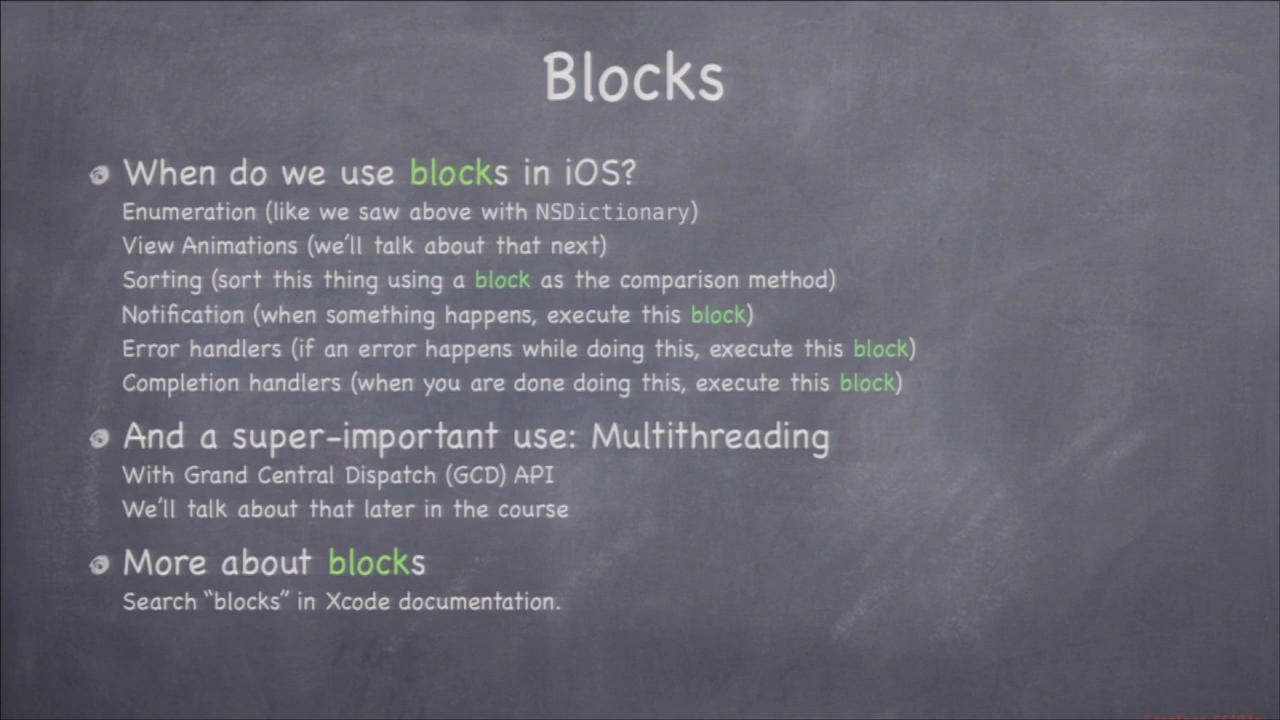 Blocks
When do we use blocks in iOS?
Enumeration (like we saw above with NSDictionary)
View Animations (we'll talk about that next)
Sorting (sort this thing using a block as the comparison method)
Notification (when something happens, execute this block)
Error handlers (if an error happens while doing this, execute this block)
Completion handlers (when you are done doing this, execute this block)
And a super-important use: Multithreading
With Grand Central Dispatch (GCD) API
We'll talk about that later in the course
More about blocks
Search “blocks” in Xcode documentation.